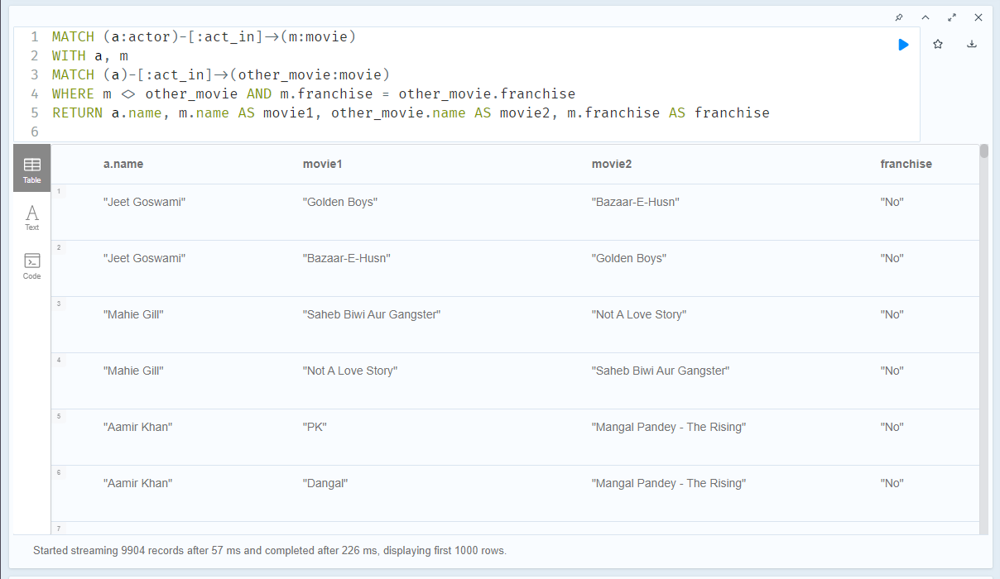 1 MATCH (a:actor)-[:act_in]->(m:movie)
2 WITH a, m
3 MATCH (a)-[:act_in]->(other_movie:movie)
4 WHERE m <> other_movie AND m.franchise = other_movie.franchise
5 RETURN a.name, m.name AS movie1, other_movie.name AS movie2, m.franchise AS franchise
6
Table
Text
Code
a.name movie1 movie2 franchise
1 "Jeet Goswami" "Golden Boys" "Bazaar-E-Husn" "No"
2 "Jeet Goswami" "Bazaar-E-Husn" "Golden Boys" "No"
3 "Mahie Gill" "Saheb Biwi Aur Gangster" "Not A Love Story" "No"
4 "Mahie Gill" "Not A Love Story" "Saheb Biwi Aur Gangster" "No"
5 "Aamir Khan" "PK" "Mangal Pandey - The Rising" "No"
6 "Aamir Khan" "Dangal" "Mangal Pandey - The Rising" "No"
7
Started streaming 9904 records after 57 ms and completed after 226 ms, displaying first 1000 rows.